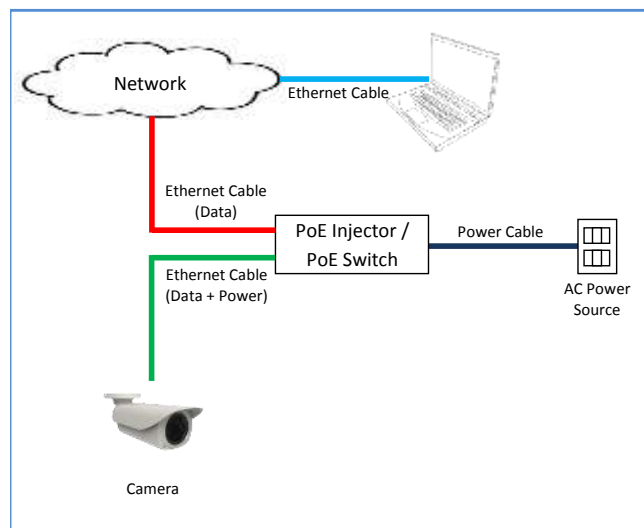 Network
Ethernet Cable
Ethernet Cable
(Data)
PoE Injector /
PoE Switch
Power Cable
Ethernet Cable
(Data + Power)
AC Power
Source
Camera